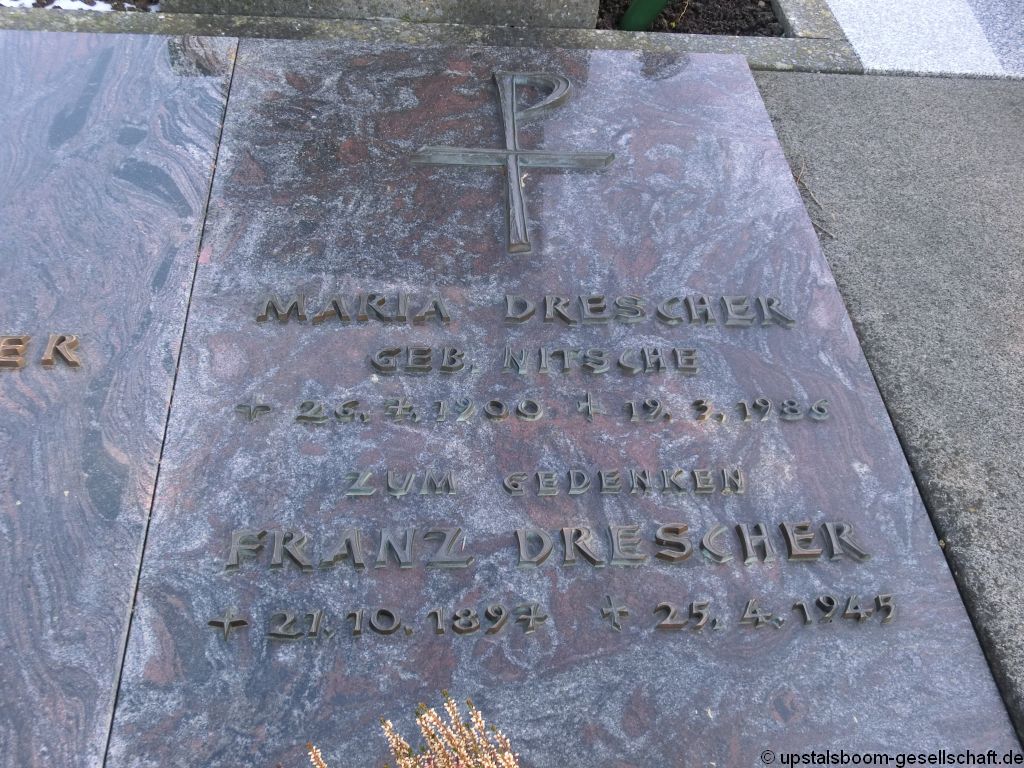 ER
MARIA DRESCHER
GEB. NITSCHE
26. 7. 1900 19. 3. 1986
ZUM GEDENKEN
FRANZ DRESCHER
21. 10. 1897 25. 4. 1945
© upstalsboom-gesellschaft.de